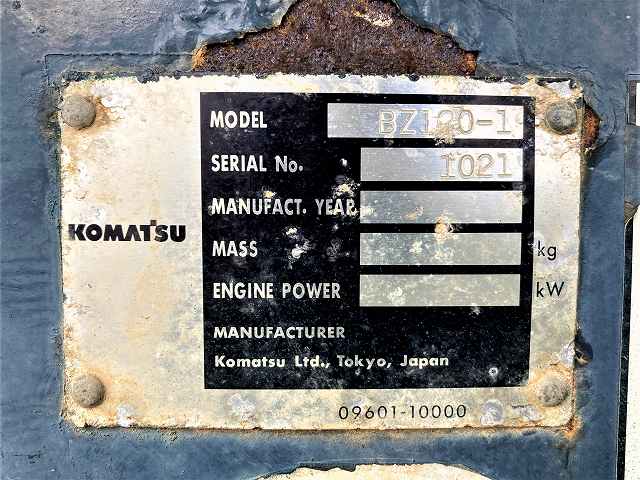 MODEL BZ120-1
SERIAL No. 1021
MANUFACT. YEAR
KOMATSU
MASS kg
ENGINE POWER kW
MANUFACTURER
Komatsu Ltd., Tokyo, Japan
09601-10000